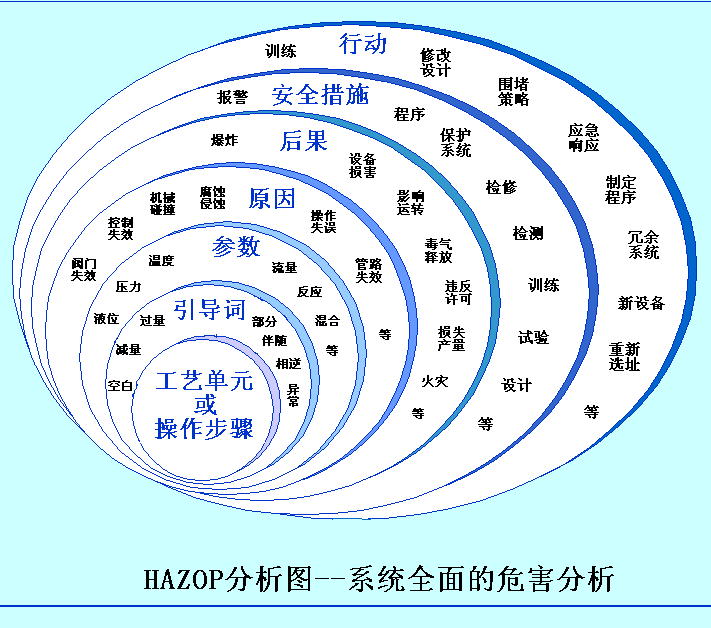 行动
训练
修改
设计
围堵
策略
应急
响应
制定
程序
冗余
系统
新设备
重新
选址
等
安全措施
报警
程序
保护
系统
检修
检测
训练
试验
设计
等
后果
爆炸
设备
损害
影响
运转
毒气
释放
违反
许可
损失
产量
火灾
等
原因
阀门
失效
控制
失效
机械
碰撞
腐蚀
侵蚀
操作
失误
管路
失效
等
参数
液位
压力
温度
流量
反应
混合
等
引导词
空白
减量
过量
部分
伴随
相逆
异
常
工艺单元
或
操作步骤
HAZOP分析图--系统全面的危害分析